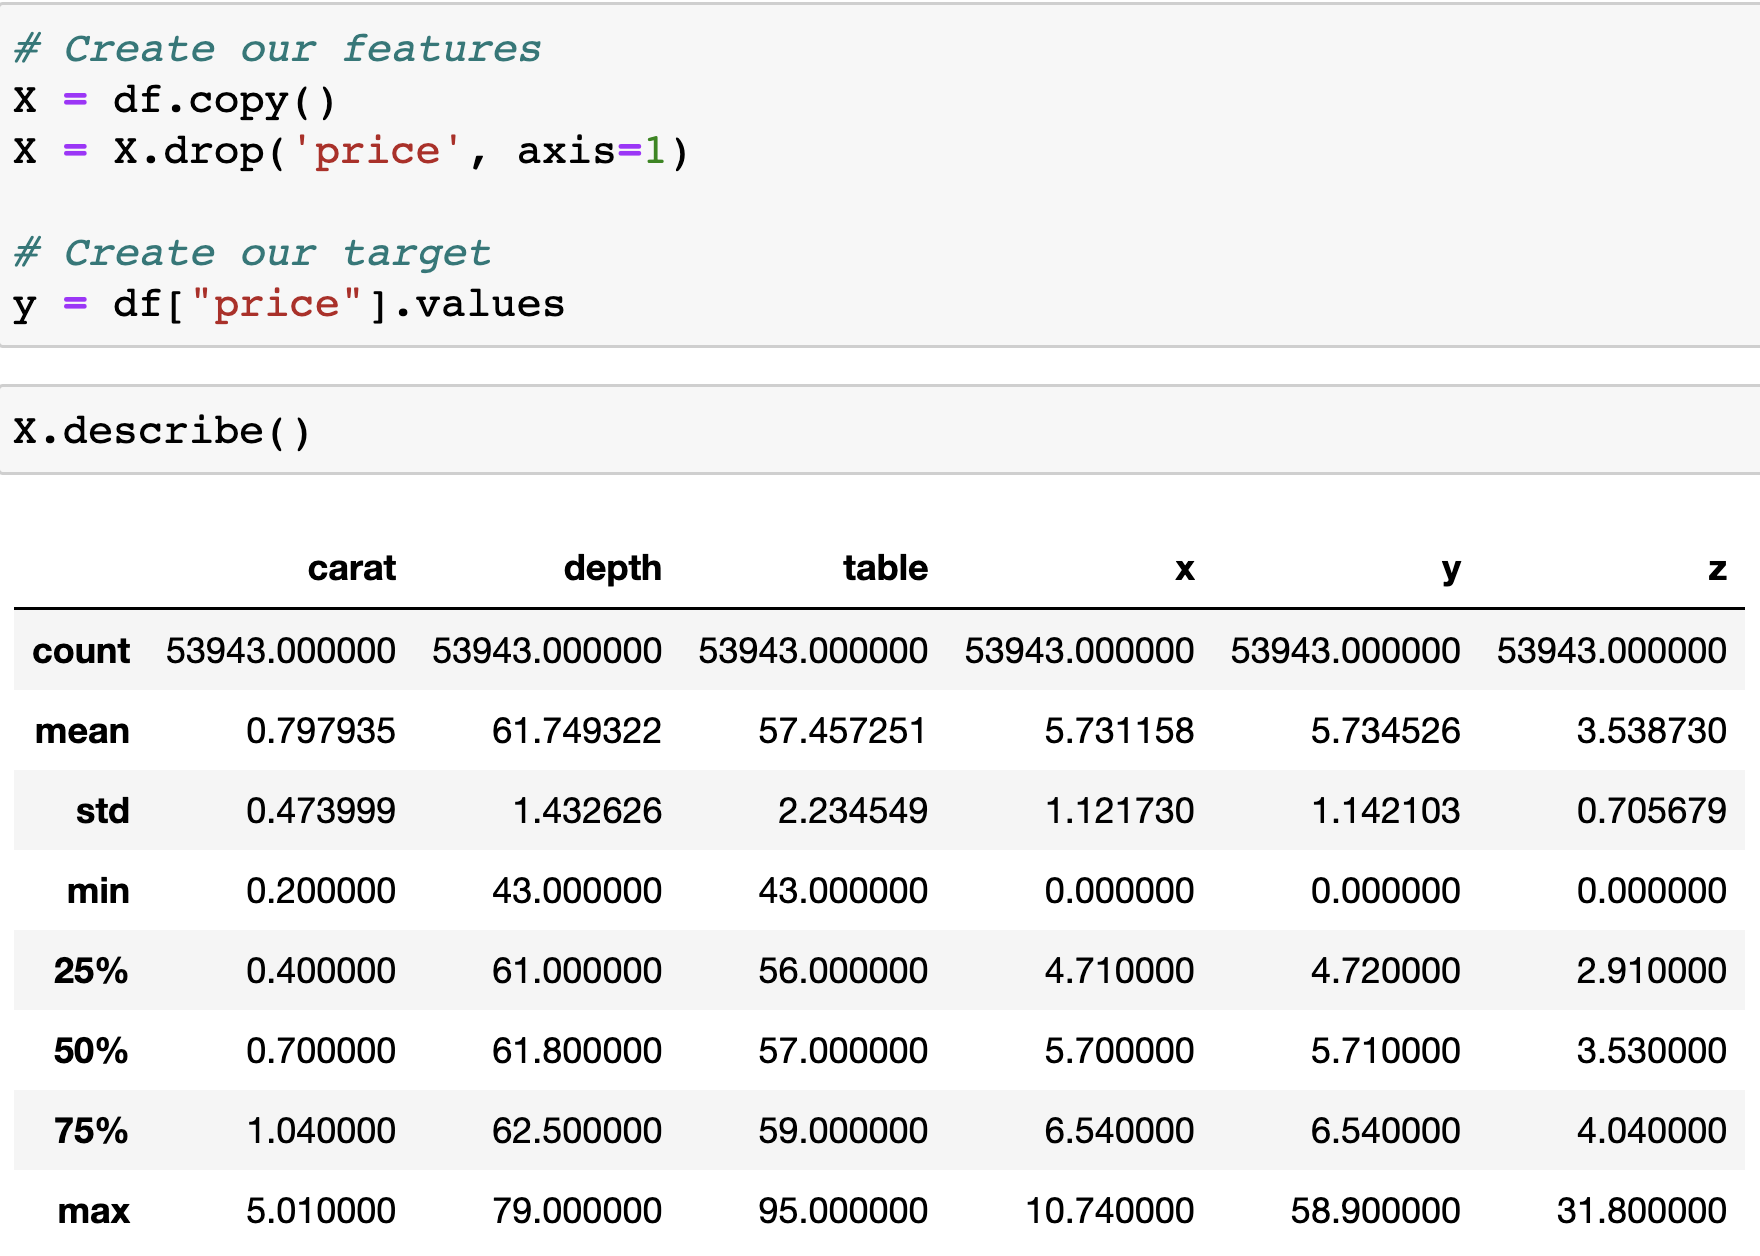 # Create our features
X = df.copy()
X = X.drop('price', axis=1)
# Create our target
y = df["price"].values
X.describe()
carat depth table x y z
count 53943.000000 53943.000000 53943.000000 53943.000000 53943.000000 53943.000000
mean 0.797935 61.749322 57.457251 5.731158 5.734526 3.538730
std 0.473999 1.432626 2.234549 1.121730 1.142103 0.705679
min 0.200000 43.000000 43.000000 0.000000 0.000000 0.000000
25% 0.400000 61.000000 56.000000 4.710000 4.720000 2.910000
50% 0.700000 61.800000 57.000000 5.700000 5.710000 3.530000
75% 1.040000 62.500000 59.000000 6.540000 6.540000 4.040000
max 5.010000 79.000000 95.000000 10.740000 58.900000 31.800000